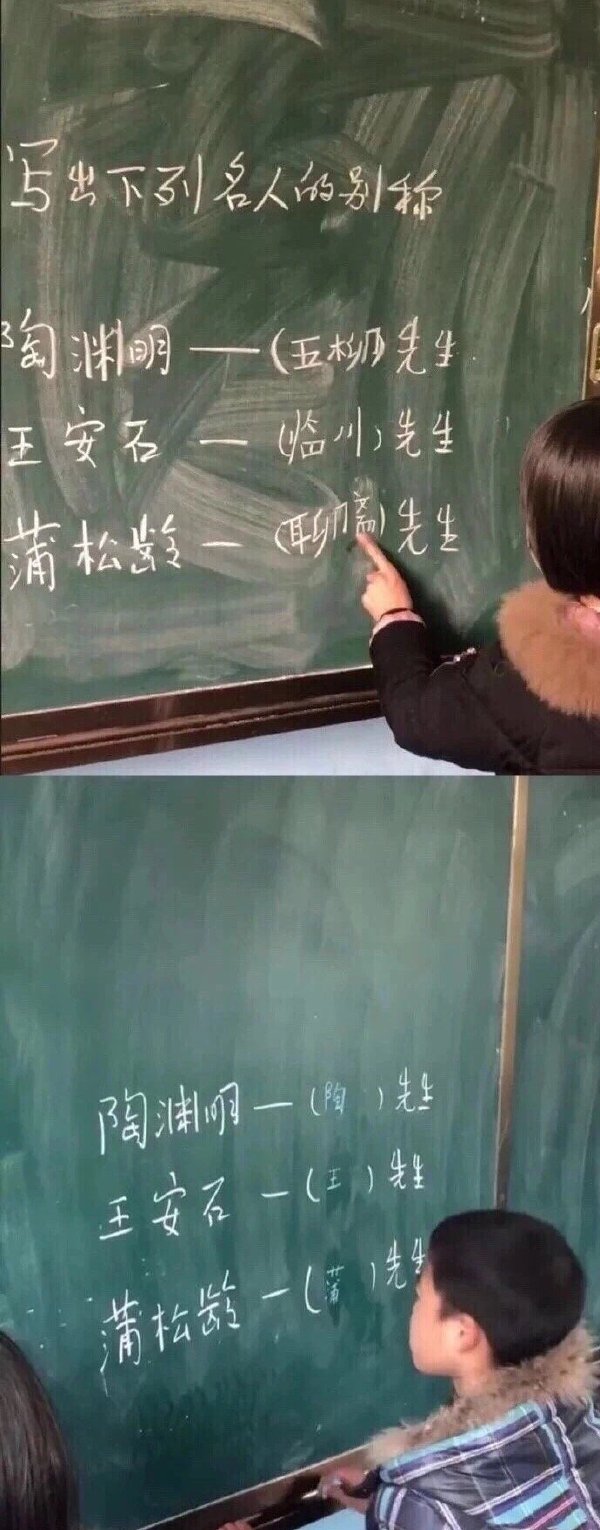 写出下列名人的别称
陶渊明—(五柳)先生
王安石—(临川)先生
蒲松龄—(聊斋)先生
陶渊明—(陶)先生
王安石—(王)先生
蒲松龄—(蒲)先生